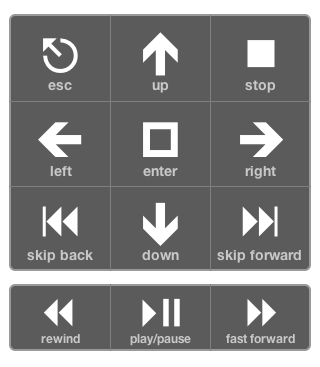 esc up stop
left enter right
skip back down skip forward
rewind play/pause fast forward